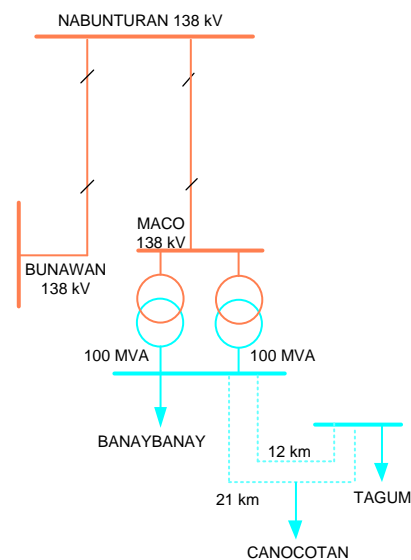 NABUNTURAN 138 kV
MACO
138 kV
BUNAWAN
138 kV
100 MVA
100 MVA
BANAYBANAY
12 km
21 km
TAGUM
CANOCOTAN